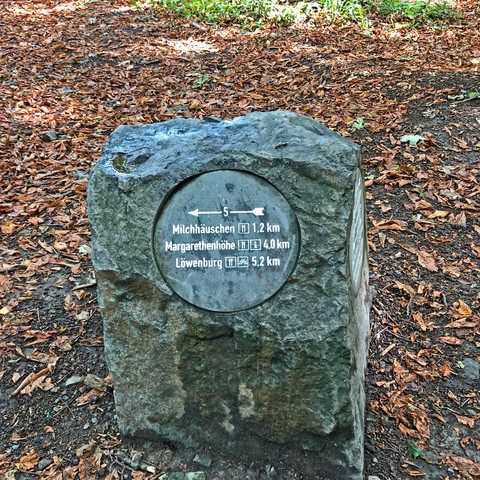 5
Milchhäuschen 1,2 km
Margarethenhöhe 4,0 km
Löwenburg 5,2 km